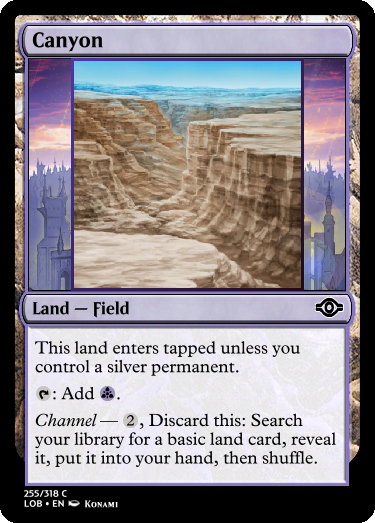 Canyon
Land — Field
This land enters tapped unless you
control a silver permanent.
: Add .
Channel — 2, Discard this: Search
your library for a basic land card, reveal
it, put it into your hand, then shuffle.
255/318 C
LOB • EN Konami